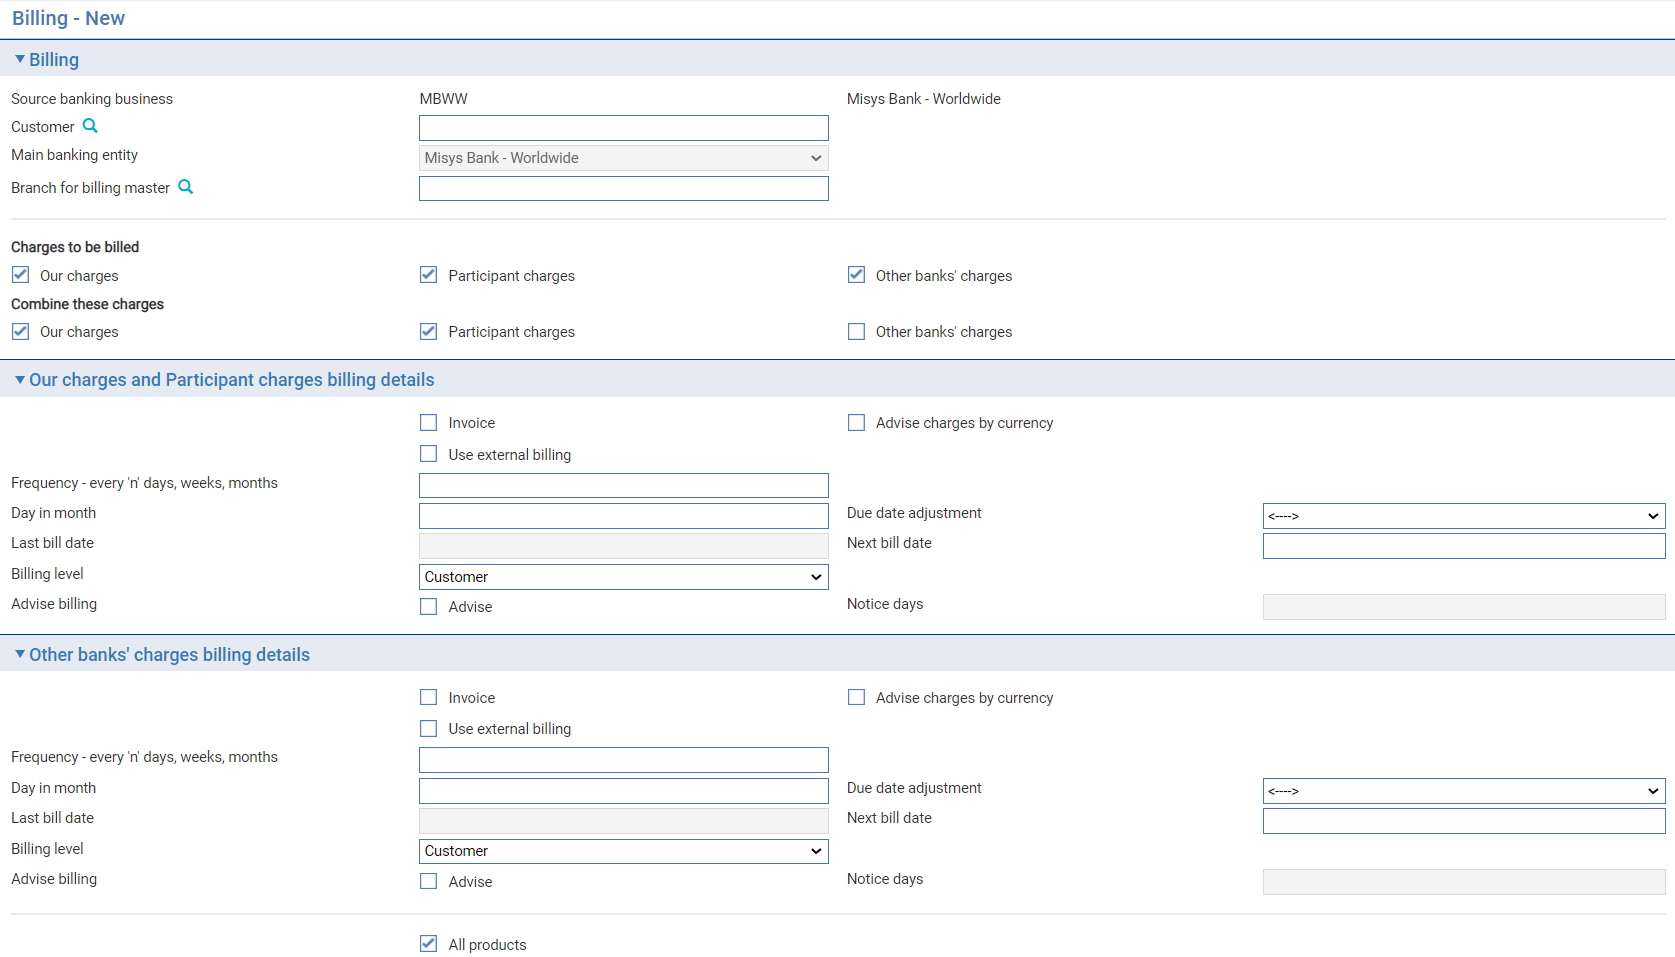 Billing - New
Billing
Source banking business MBWW Misys Bank - Worldwide
Customer
Main banking entity Misys Bank - Worldwide
Branch for billing master
Charges to be billed
Our charges Participant charges Other banks' charges
Combine these charges
Our charges Participant charges Other banks' charges
Our charges and Participant charges billing details
Invoice Advise charges by currency
Use external billing
Frequency - every 'n' days, weeks, months
Day in month Due date adjustment <---->
Last bill date Next bill date
Billing level Customer
Advise billing Advise Notice days
Other banks' charges billing details
Invoice Advise charges by currency
Use external billing
Frequency - every 'n' days, weeks, months
Day in month Due date adjustment <---->
Last bill date Next bill date
Billing level Customer
Advise billing Advise Notice days
All products